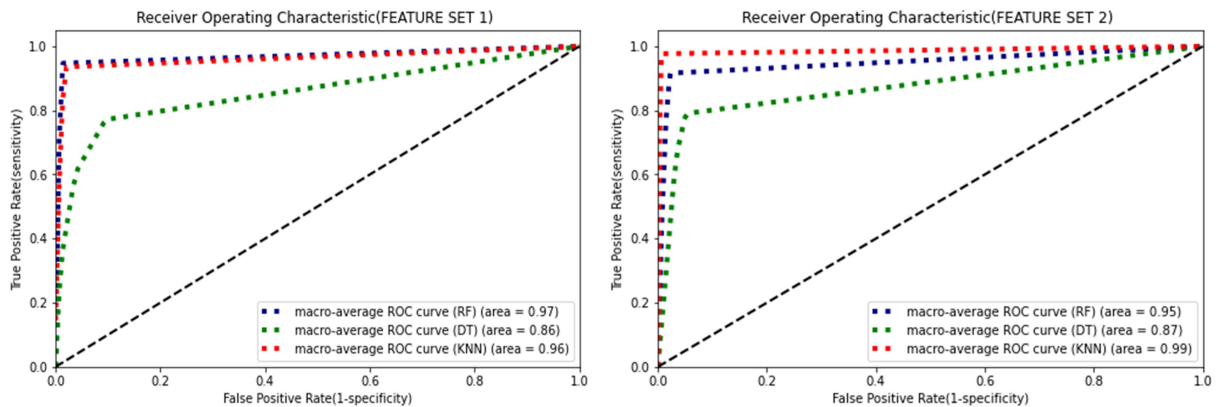 Receiver Operating Characteristic(FEATURE SET 1)
1.0
0.8
0.6
0.4
0.2
0.0
True Positive Rate(sensitivity)
macro-average ROC curve (RF) (area = 0.97)
macro-average ROC curve (DT) (area = 0.86)
macro-average ROC curve (KNN) (area = 0.96)
0.0 0.2 0.4 0.6 0.8 1.0
False Positive Rate(1-specificity)
Receiver Operating Characteristic(FEATURE SET 2)
1.0
0.8
0.6
0.4
0.2
0.0
True Positive Rate(sensitivity)
macro-average ROC curve (RF) (area = 0.95)
macro-average ROC curve (DT) (area = 0.87)
macro-average ROC curve (KNN) (area = 0.99)
0.0 0.2 0.4 0.6 0.8 1.0
False Positive Rate(1-specificity)